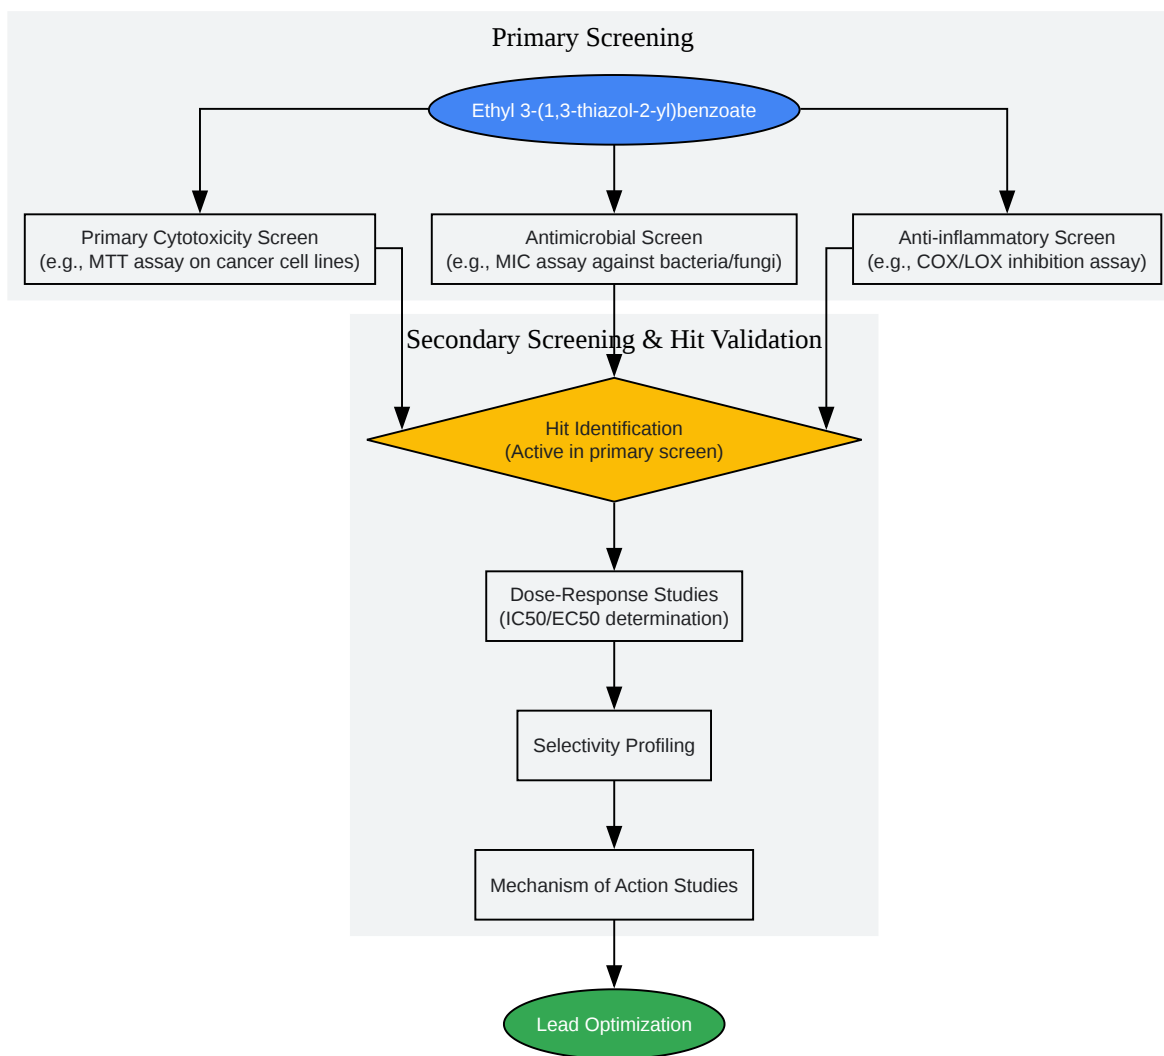 Primary Screening
Ethyl 3-(1,3-thiazol-2-yl)benzoate
Primary Cytotoxicity Screen
(e.g., MTT assay on cancer cell lines)
Antimicrobial Screen
(e.g., MIC assay against bacteria/fungi)
Anti-inflammatory Screen
(e.g., COX/LOX inhibition assay)
Secondary Screening & Hit Validation
Hit Identification
(Active in primary screen)
Dose-Response Studies
(IC50/EC50 determination)
Selectivity Profiling
Mechanism of Action Studies
Lead Optimization